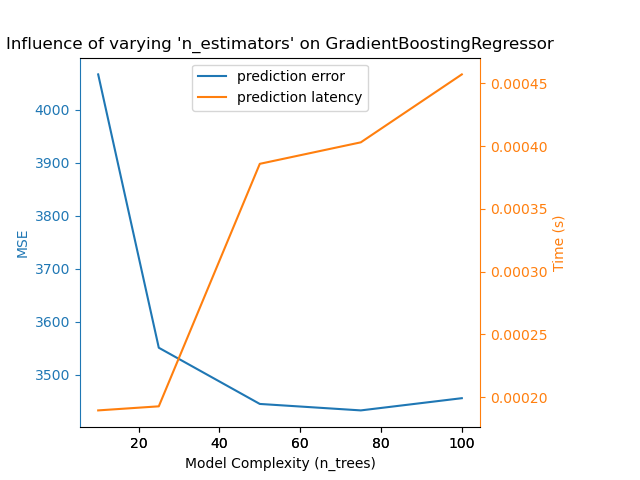 Influence of varying 'n_estimators' on GradientBoostingRegressor
prediction error
prediction latency
4000
3900
3800
3700
3600
3500
MSE
0.00045
0.00040
0.00035
0.00030
0.00025
0.00020
Time (s)
20 40 60 80 100
Model Complexity (n_trees)